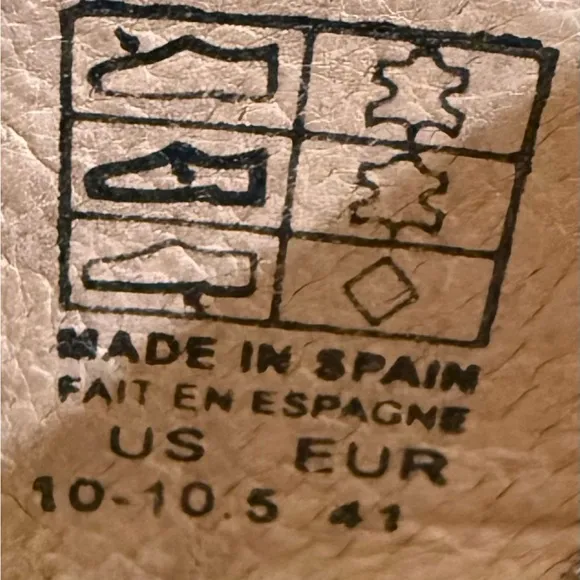 MADE IN SPAIN
FAIT EN ESPAGNE
US EUR
10-10.5 41